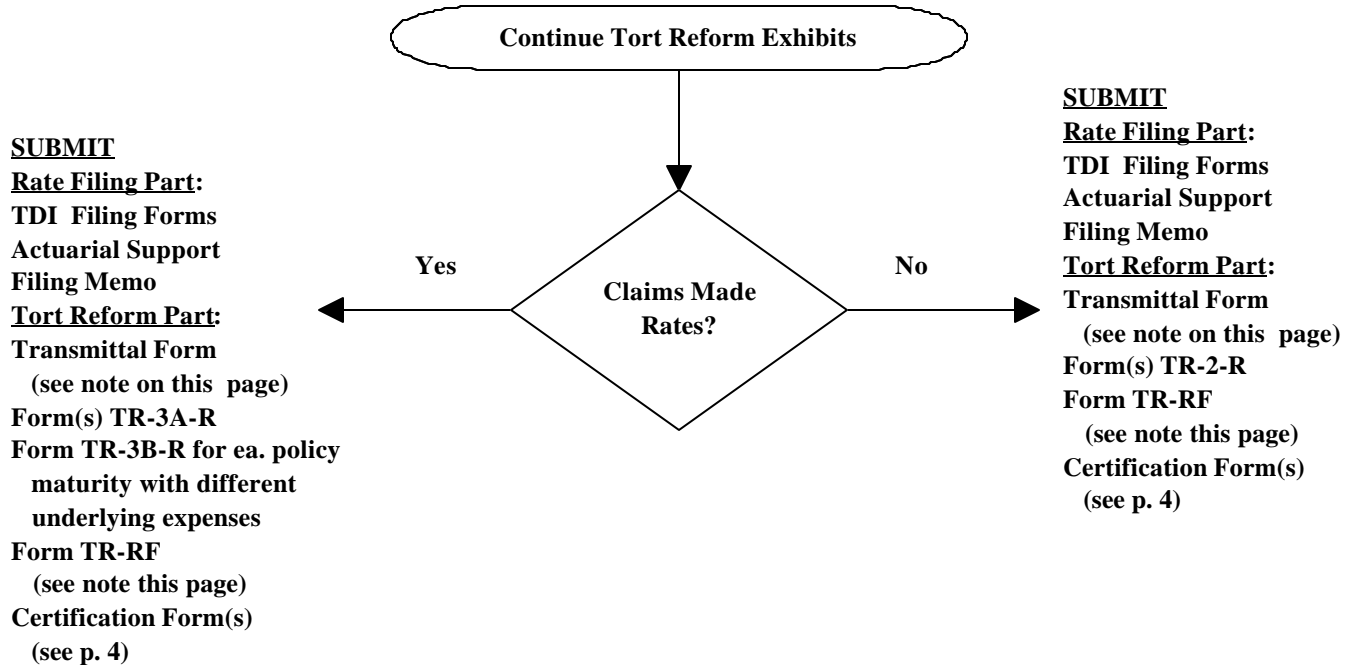 Continue Tort Reform Exhibits
SUBMIT
Rate Filing Part:
TDI Filing Forms
Actuarial Support
Filing Memo
Tort Reform Part:
Transmittal Form
(see note on this page)
Form(s) TR-3A-R
Form TR-3B-R for ea. policy
maturity with different
underlying expenses
Form TR-RF
(see note this page)
Certification Form(s)
(see p. 4)
Yes
Claims Made
Rates?
No
SUBMIT
Rate Filing Part:
TDI Filing Forms
Actuarial Support
Filing Memo
Tort Reform Part:
Transmittal Form
(see note on this page)
Form(s) TR-2-R
Form TR-RF
(see note this page)
Certification Form(s)
(see p. 4)